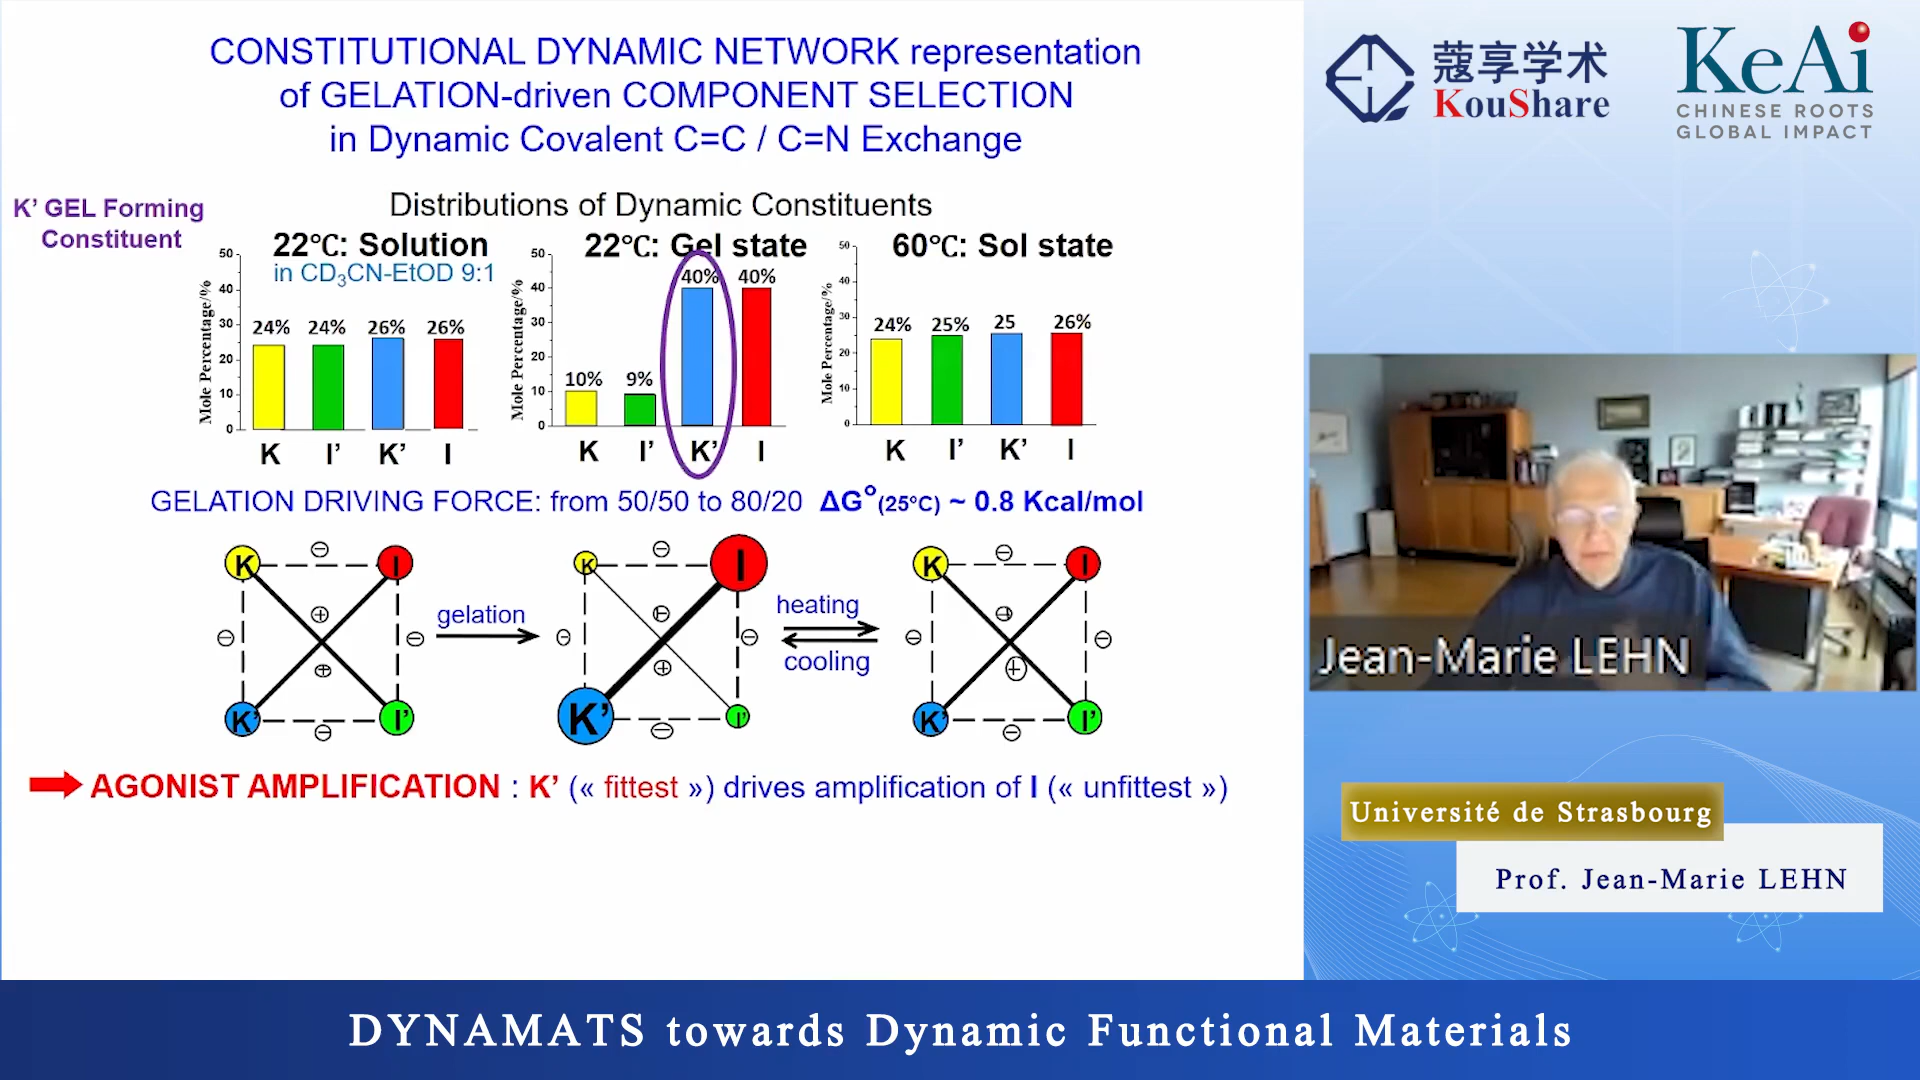 CONSTITUTIONAL DYNAMIC NETWORK representation
of GELATION-driven COMPONENT SELECTION
in Dynamic Covalent C=C / C=N Exchange
K’ GEL Forming
Constituent
Distributions of Dynamic Constituents
22°C: Solution
in CD₃CN-EtOD 9:1
Mole Percentage/%
50
40
30
20
10
0
24% 24% 26% 26%
K I’ K’ I
22°C: Gel state
Mole Percentage/%
50
40
30
20
10
0
10% 9% 40% 40%
K I’ K’ I
60°C: Sol state
Mole Percentage/%
50
40
30
20
10
0
24% 25% 25 26%
K I’ K’ I
GELATION DRIVING FORCE: from 50/50 to 80/20 ΔG°(25°C) ~ 0.8 Kcal/mol
K ⊖ I
⊕
⊖ ⊖
⊕
K’ ⊖ I’
gelation
K ⊖ I
⊕
⊖ ⊖
⊕
K’ ⊖ I’
heating
cooling
K ⊖ I
⊕
⊖ ⊖
⊕
K’ ⊖ I’
AGONIST AMPLIFICATION : K’ (« fittest ») drives amplification of I (« unfittest »)
蔻享学术
KouShare
KeAi
CHINESE ROOTS
GLOBAL IMPACT
Jean-Marie LEHN
Université de Strasbourg
Prof. Jean-Marie LEHN
DYNAMATS towards Dynamic Functional Materials